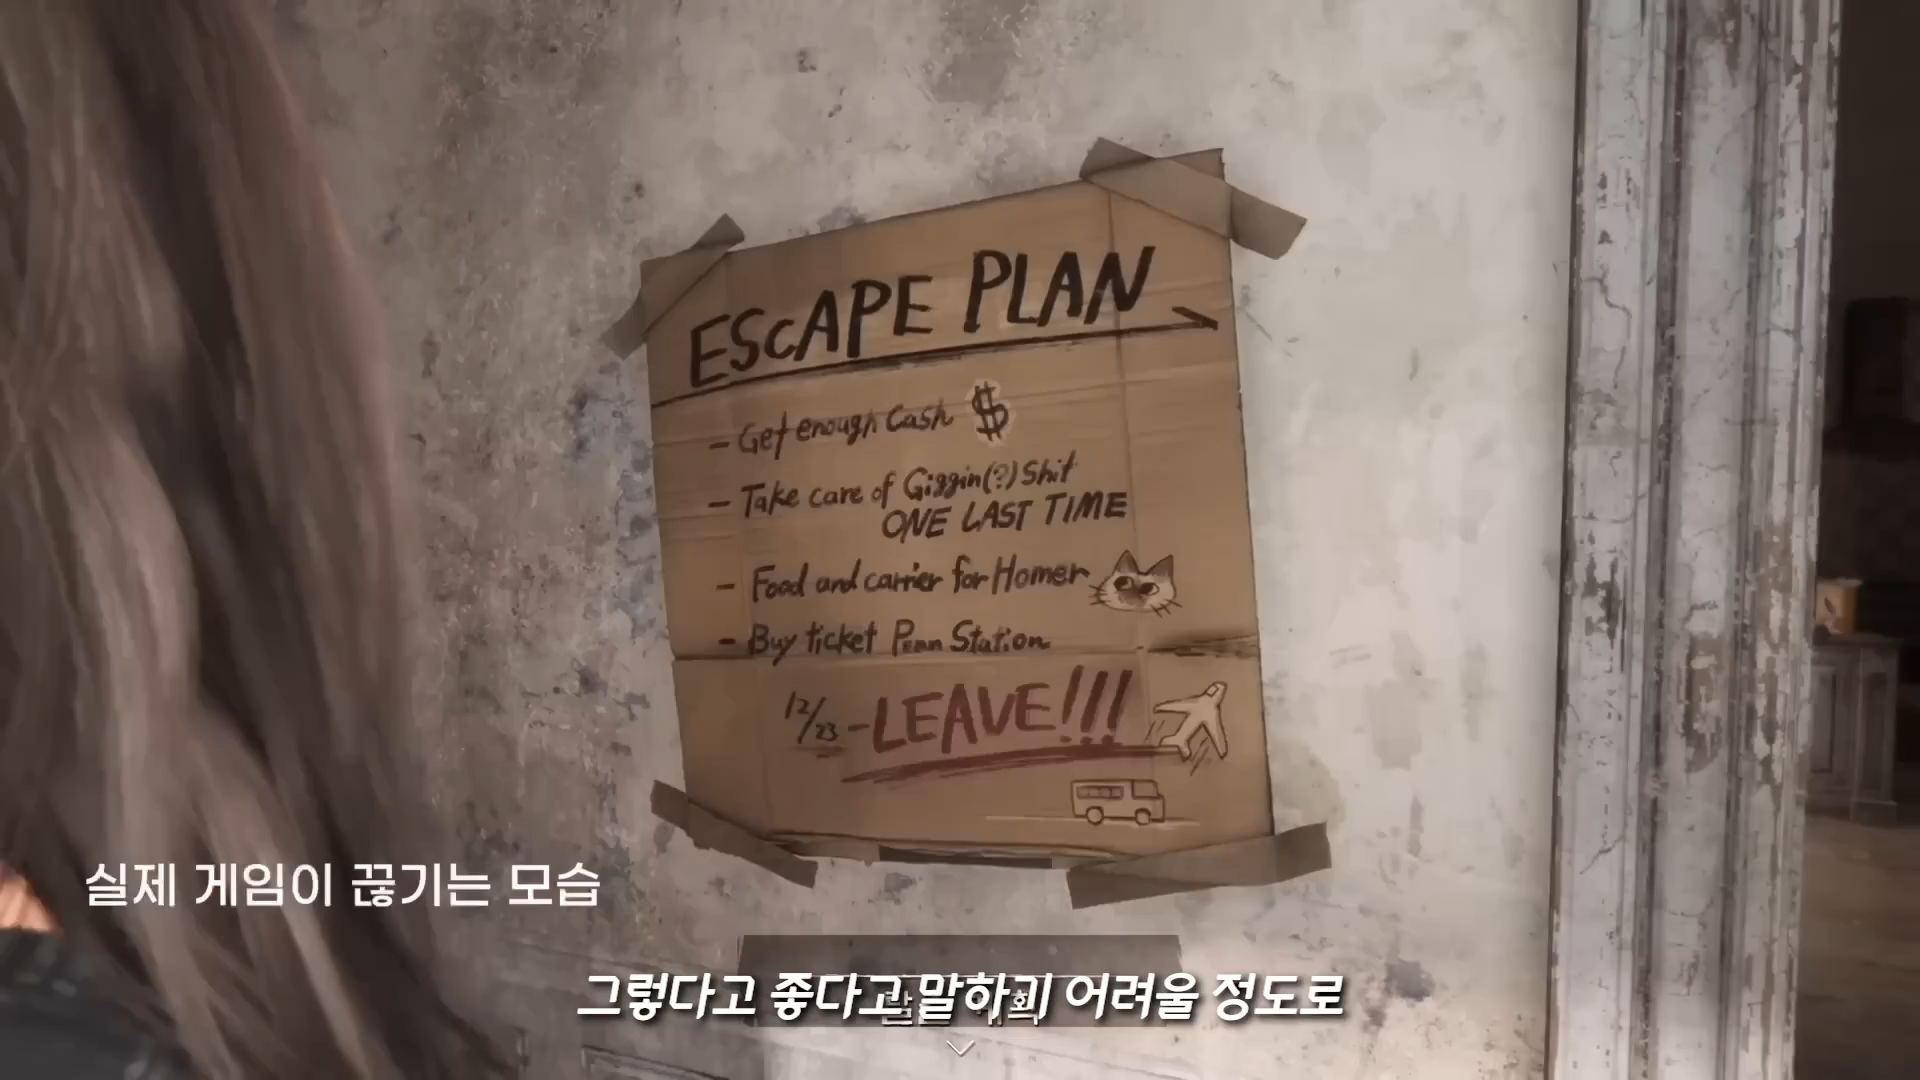 ESCAPE PLAN
- Get enough Cash $
- Take care of Giggin(?) Shit
ONE LAST TIME
- Food and carrier for Homer
- Buy ticket Penn Station
12/23 - LEAVE!!!
실제 게임이 끊기는 모습
그렇다고 좋다고 말하기 어려울 정도로